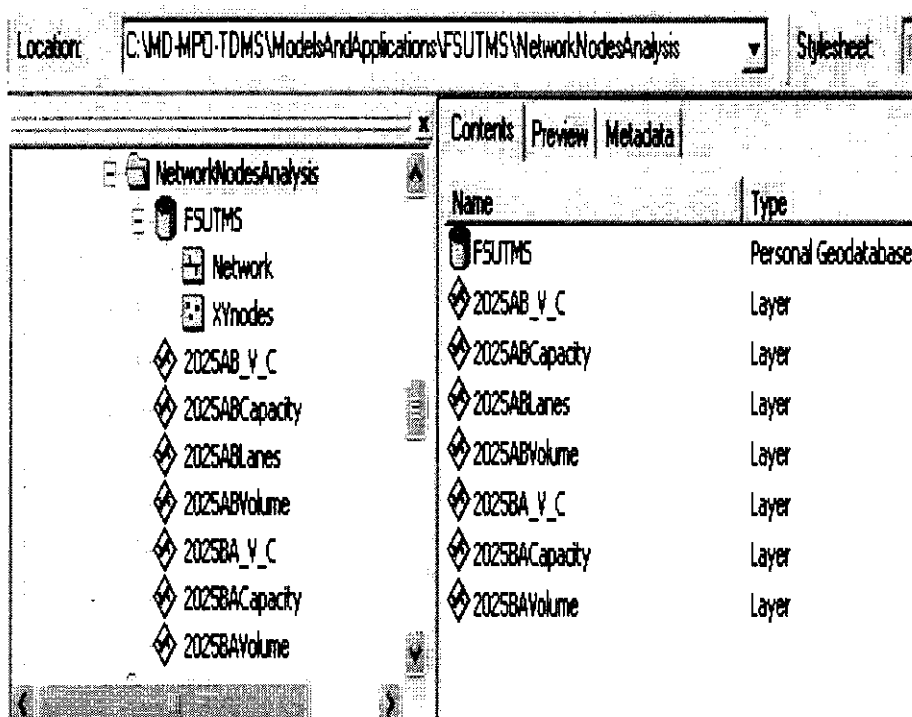 Location: C:\MD-MPO-TDMS\ModelsAndApplications\FSUTMS\NetworkNodesAnalysis Stylesheet:
NetworkNodesAnalysis
FSUTMS
Network
XYnodes
2025AB_V_C
2025ABCapacity
2025ABLanes
2025ABVolume
2025BA_V_C
2025BACapacity
2025BAVolume
Contents Preview Metadata
Name Type
FSUTMS Personal Geodatabase
2025AB_V_C Layer
2025ABCapacity Layer
2025ABLanes Layer
2025ABVolume Layer
2025BA_V_C Layer
2025BACapacity Layer
2025BAVolume Layer